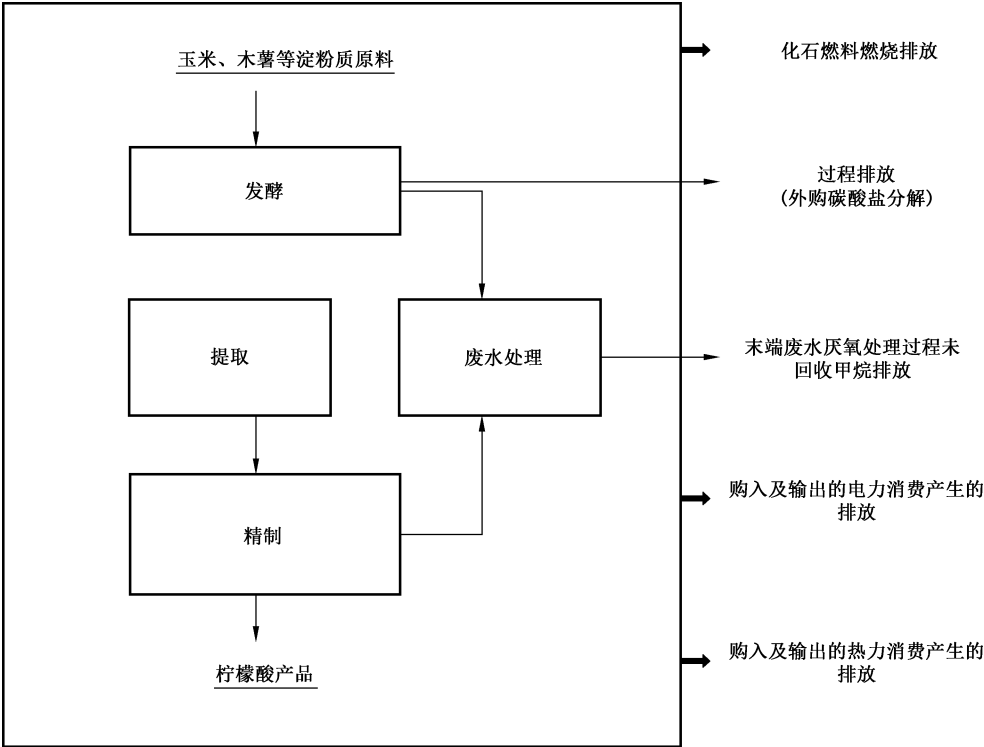 玉米、木薯等淀粉质原料
化石燃料燃烧排放
发酵
过程排放
(外购碳酸盐分解)
提取
废水处理
末端废水厌氧处理过程未
回收甲烷排放
精制
购入及输出的电力消费产生的
排放
柠檬酸产品
购入及输出的热力消费产生的
排放